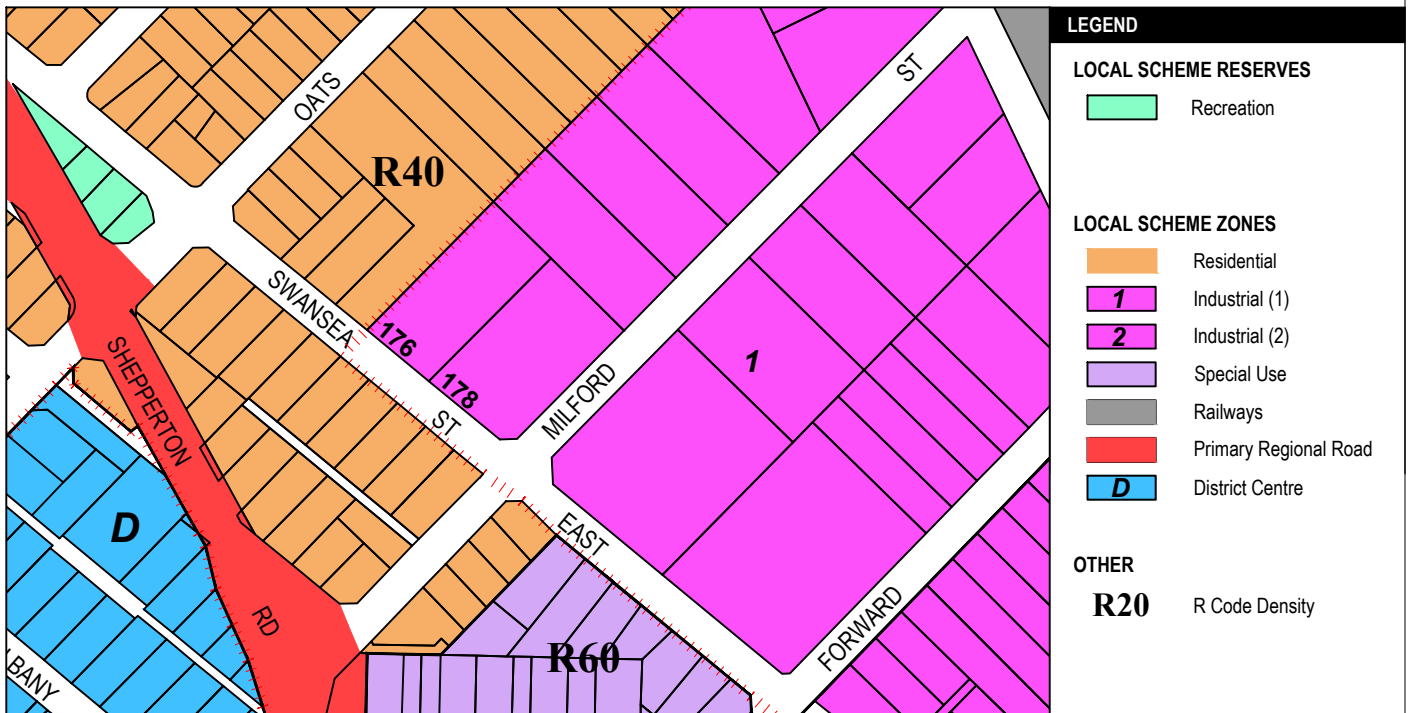 OATS
ST
R40
SWANSEA
176
178
ST
MILFORD
1
SHEPPERTON
RD
D
EAST
FORWARD
R60
LBANY
LEGEND
LOCAL SCHEME RESERVES
Recreation
LOCAL SCHEME ZONES
Residential
1 Industrial (1)
2 Industrial (2)
Special Use
Railways
Primary Regional Road
D District Centre
OTHER
R20 R Code Density